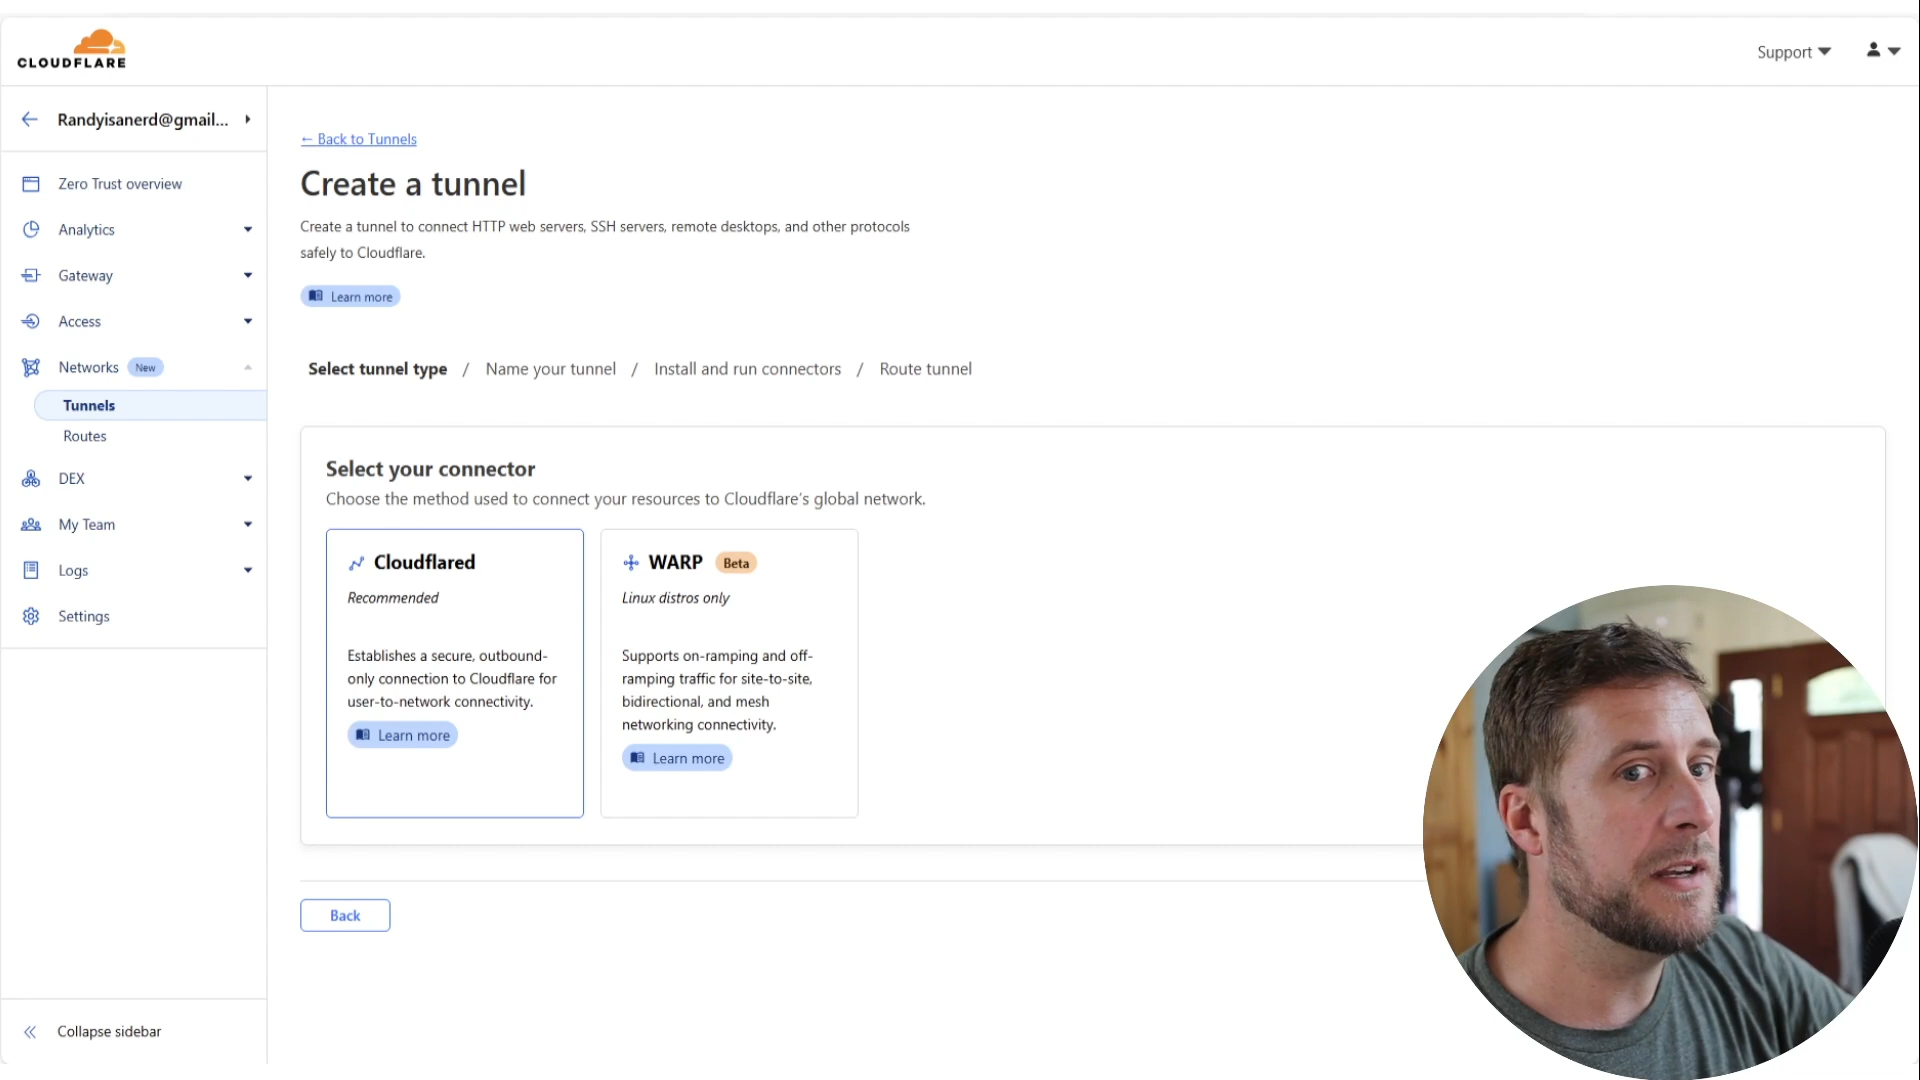 CLOUDFLARE
Support
Randyisanerd@gmail...
Zero Trust overview
Analytics
Gateway
Access
Networks New
Tunnels
Routes
DEX
My Team
Logs
Settings
Collapse sidebar
← Back to Tunnels
Create a tunnel
Create a tunnel to connect HTTP web servers, SSH servers, remote desktops, and other protocols
safely to Cloudflare.
Learn more
Select tunnel type / Name your tunnel / Install and run connectors / Route tunnel
Select your connector
Choose the method used to connect your resources to Cloudflare's global network.
Cloudflared
Recommended
Establishes a secure, outbound-
only connection to Cloudflare for
user-to-network connectivity.
Learn more
WARP Beta
Linux distros only
Supports on-ramping and off-
ramping traffic for site-to-site,
bidirectional, and mesh
networking connectivity.
Learn more
Back